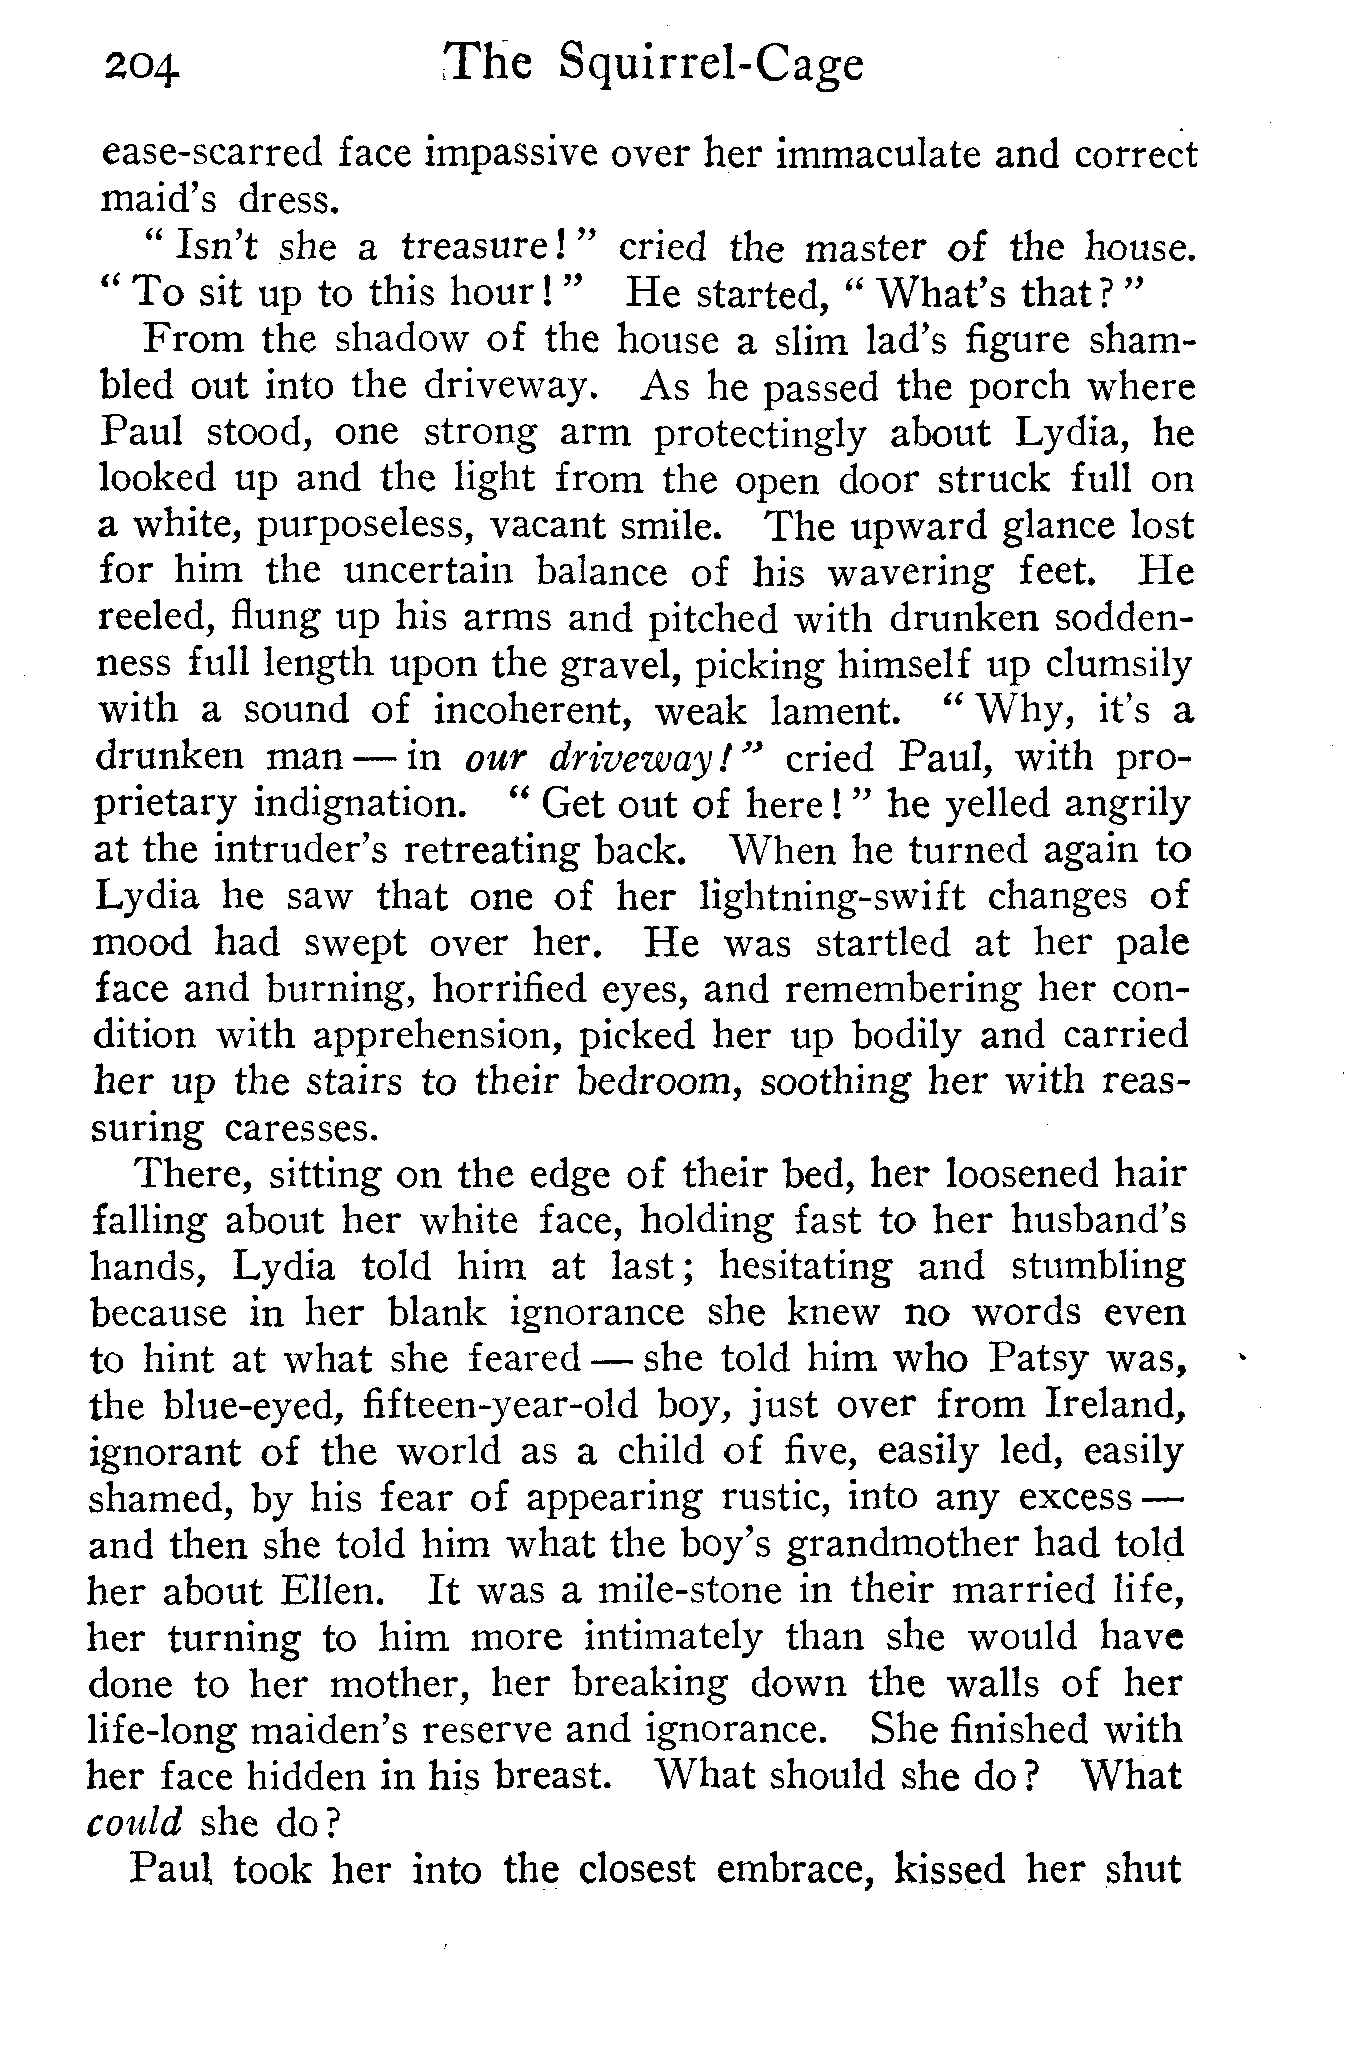 204 The Squirrel-Cage
ease-scarred face impassive over her immaculate and correct
maid's dress.
" Isn't she a treasure! " cried the master of the house.
" To sit up to this hour! " He started, " What's that? "
From the shadow of the house a slim lad's figure sham-
bled out into the driveway. As he passed the porch where
Paul stood, one strong arm protectingly about Lydia, he
looked up and the light from the open door struck full on
a white, purposeless, vacant smile. The upward glance lost
for him the uncertain balance of his wavering feet. He
reeled, flung up his arms and pitched with drunken sodden-
ness full length upon the gravel, picking himself up clumsily
with a sound of incoherent, weak lament. " Why, it's a
drunken man — in our driveway! " cried Paul, with pro-
prietary indignation. " Get out of here! " he yelled angrily
at the intruder's retreating back. When he turned again to
Lydia he saw that one of her lightning-swift changes of
mood had swept over her. He was startled at her pale
face and burning, horrified eyes, and remembering her con-
dition with apprehension, picked her up bodily and carried
her up the stairs to their bedroom, soothing her with reas-
suring caresses.
There, sitting on the edge of their bed, her loosened hair
falling about her white face, holding fast to her husband's
hands, Lydia told him at last; hesitating and stumbling
because in her blank ignorance she knew no words even
to hint at what she feared — she told him who Patsy was,
the blue-eyed, fifteen-year-old boy, just over from Ireland,
ignorant of the world as a child of five, easily led, easily
shamed, by his fear of appearing rustic, into any excess —
and then she told him what the boy's grandmother had told
her about Ellen. It was a mile-stone in their married life,
her turning to him more intimately than she would have
done to her mother, her breaking down the walls of her
life-long maiden's reserve and ignorance. She finished with
her face hidden in his breast. What should she do? What
could she do?
Paul took her into the closest embrace, kissed her shut